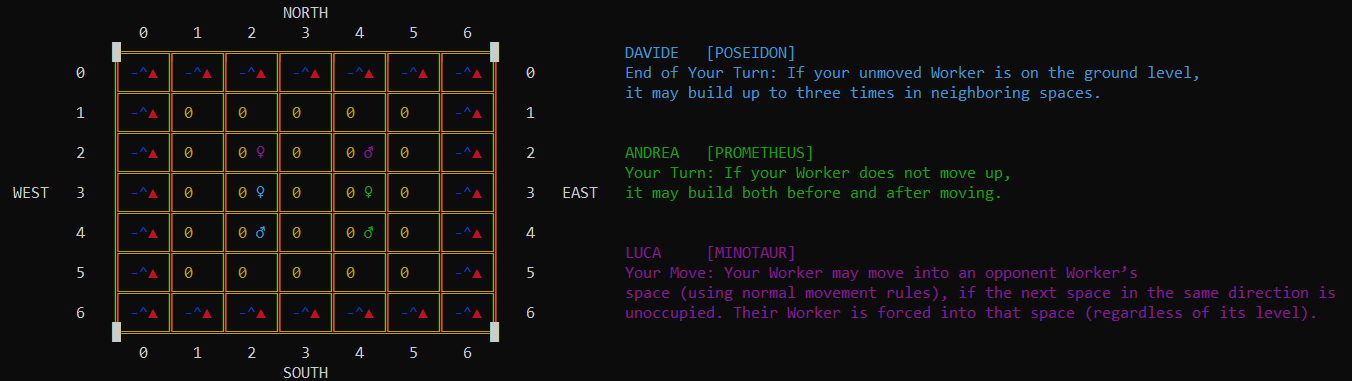 NORTH
0 1 2 3 4 5 6
0 -^▲ -^▲ -^▲ -^▲ -^▲ -^▲ -^▲ 0
1 -^▲ 0 0 0 0 0 -^▲ 1
2 -^▲ 0 0 ♀ 0 0 ♂ 0 -^▲ 2
WEST 3 -^▲ 0 0 ♀ 0 0 ♀ 0 -^▲ 3 EAST
4 -^▲ 0 0 ♂ 0 0 ♂ 0 -^▲ 4
5 -^▲ 0 0 0 0 0 -^▲ 5
6 -^▲ -^▲ -^▲ -^▲ -^▲ -^▲ -^▲ 6
0 1 2 3 4 5 6
SOUTH
DAVIDE [POSEIDON]
End of Your Turn: If your unmoved Worker is on the ground level,
it may build up to three times in neighboring spaces.
ANDREA [PROMETHEUS]
Your Turn: If your Worker does not move up,
it may build both before and after moving.
LUCA [MINOTAUR]
Your Move: Your Worker may move into an opponent Worker’s
space (using normal movement rules), if the next space in the same direction is
unoccupied. Their Worker is forced into that space (regardless of its level).